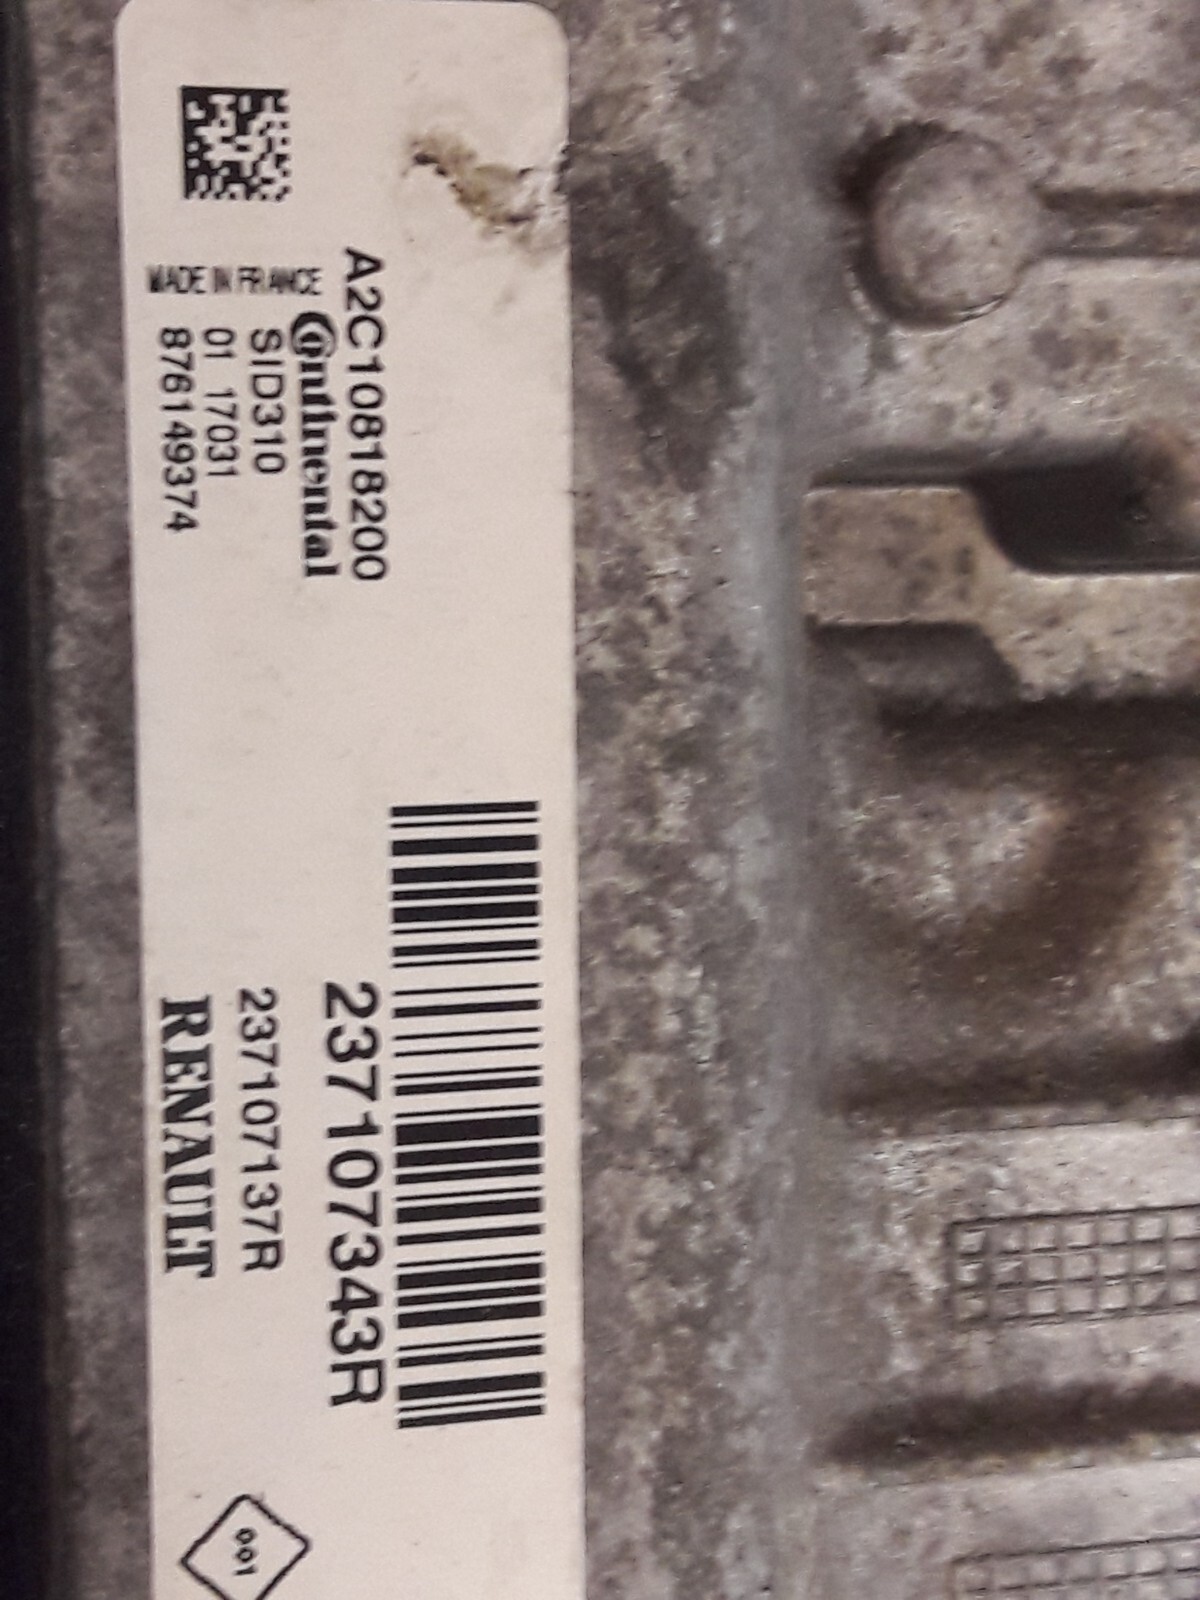 A2C10818200
Continental
MADE IN FRANCE
SID310
01 17031
876149374
237107343R
237107137R
RENAULT
001